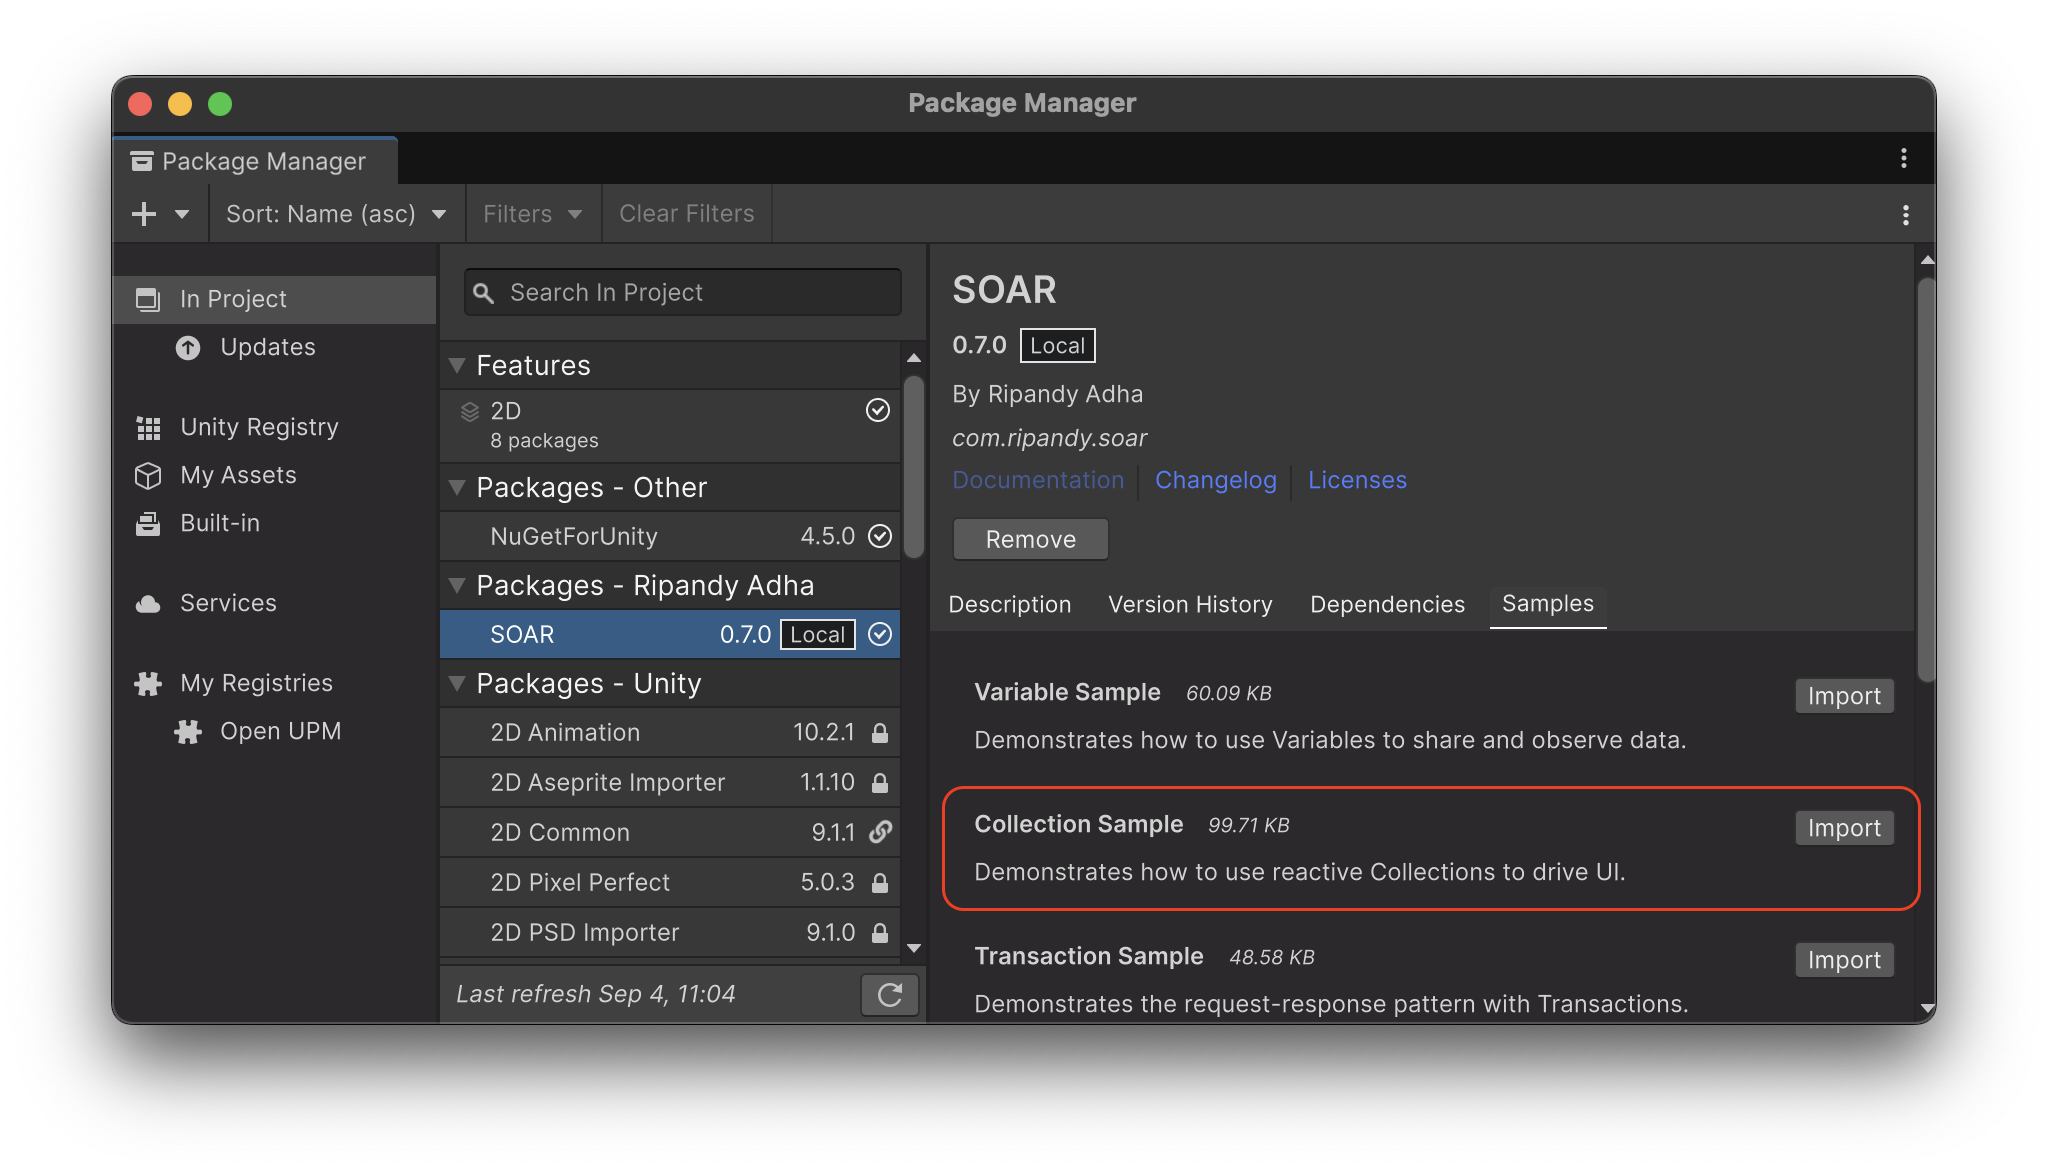 Package Manager
Package Manager
Sort: Name (asc)
Filters
Clear Filters
In Project
Updates
Unity Registry
My Assets
Built-in
Services
My Registries
Open UPM
Search In Project
Features
2D
8 packages
Packages - Other
NuGetForUnity 4.5.0
Packages - Ripandy Adha
SOAR 0.7.0 Local
Packages - Unity
2D Animation 10.2.1
2D Aseprite Importer 1.1.10
2D Common 9.1.1
2D Pixel Perfect 5.0.3
2D PSD Importer 9.1.0
Last refresh Sep 4, 11:04
SOAR
0.7.0 Local
By Ripandy Adha
com.ripandy.soar
Documentation Changelog Licenses
Remove
Description Version History Dependencies Samples
Variable Sample 60.09 KB Import
Demonstrates how to use Variables to share and observe data.
Collection Sample 99.71 KB Import
Demonstrates how to use reactive Collections to drive UI.
Transaction Sample 48.58 KB Import
Demonstrates the request-response pattern with Transactions.